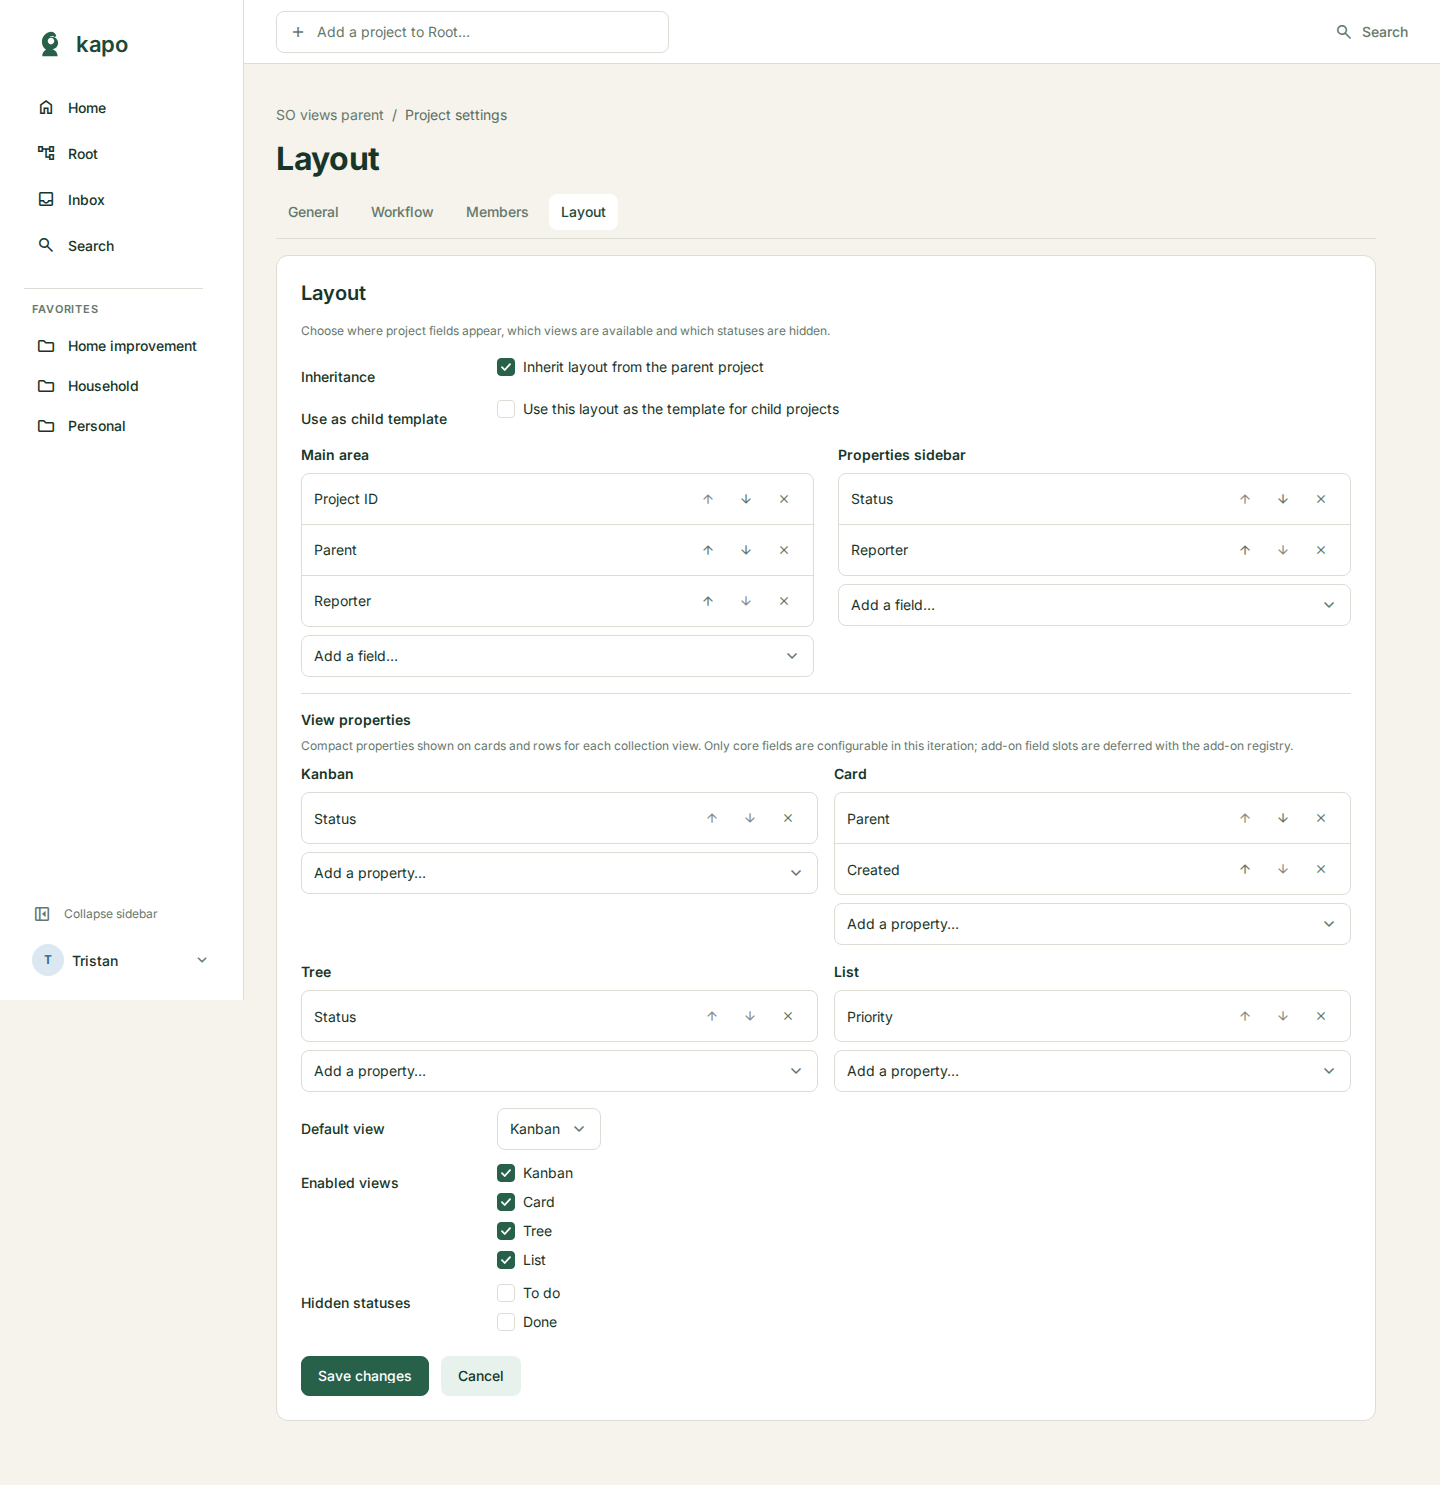 kapo
Home
Root
Inbox
Search
FAVORITES
Home improvement
Household
Personal
Collapse sidebar
T
Tristan
Add a project to Root...
Search
SO views parent / Project settings
Layout
General
Workflow
Members
Layout
Layout
Choose where project fields appear, which views are available and which statuses are hidden.
Inheritance
Inherit layout from the parent project
Use as child template
Use this layout as the template for child projects
Main area
Project ID
Parent
Reporter
Add a field...
Properties sidebar
Status
Reporter
Add a field...
View properties
Compact properties shown on cards and rows for each collection view. Only core fields are configurable in this iteration; add-on field slots are deferred with the add-on registry.
Kanban
Status
Add a property...
Card
Parent
Created
Add a property...
Tree
Status
Add a property...
List
Priority
Add a property...
Default view
Kanban
Enabled views
Kanban
Card
Tree
List
Hidden statuses
To do
Done
Save changes
Cancel